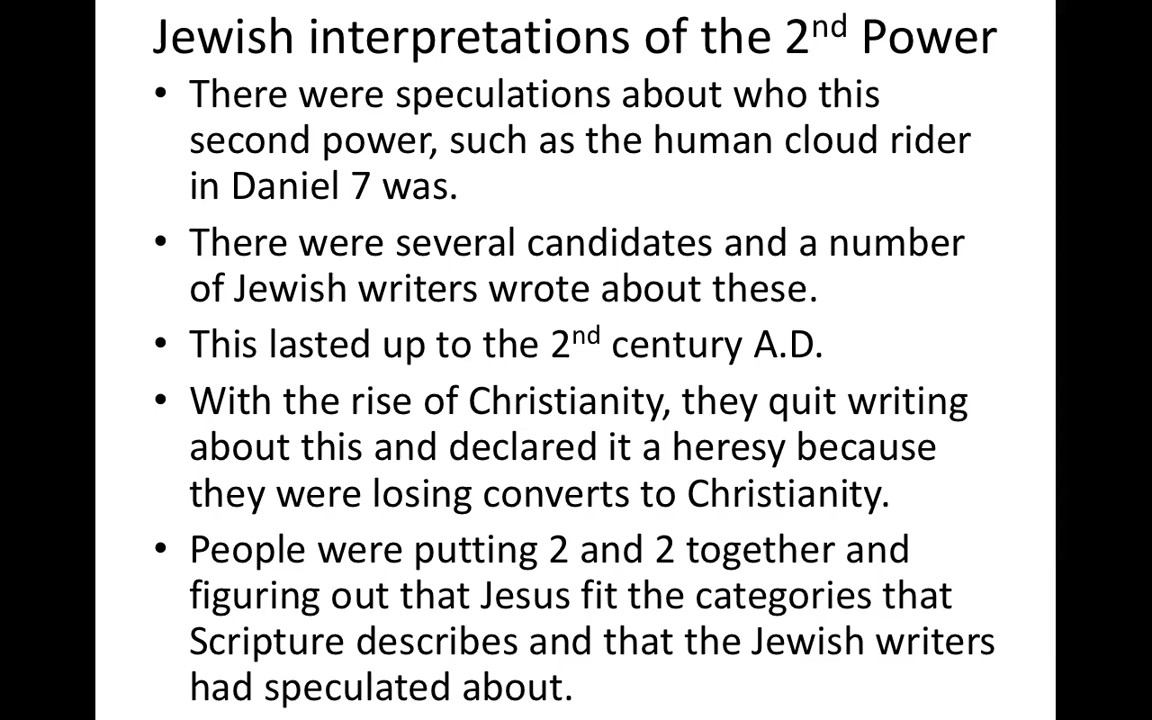 Jewish interpretations of the 2nd Power
• There were speculations about who this
second power, such as the human cloud rider
in Daniel 7 was.
• There were several candidates and a number
of Jewish writers wrote about these.
• This lasted up to the 2nd century A.D.
• With the rise of Christianity, they quit writing
about this and declared it a heresy because
they were losing converts to Christianity.
• People were putting 2 and 2 together and
figuring out that Jesus fit the categories that
Scripture describes and that the Jewish writers
had speculated about.